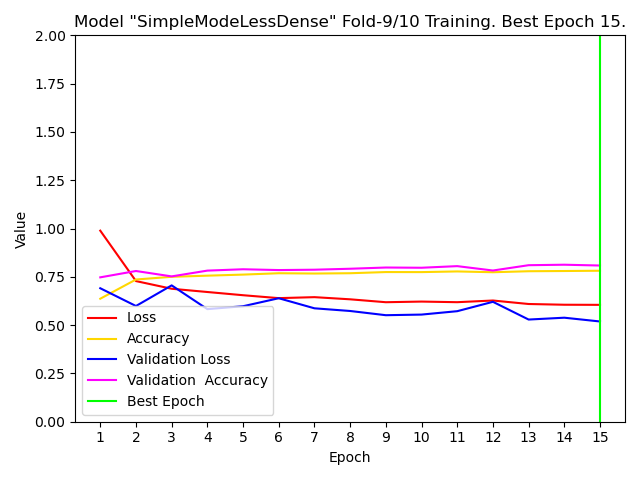 Model "SimpleModeLessDense" Fold-9/10 Training. Best Epoch 15.
2.00
1.75
1.50
1.25
1.00
0.75
0.50
0.25
0.00
Value
Loss
Accuracy
Validation Loss
Validation  Accuracy
Best Epoch
1 2 3 4 5 6 7 8 9 10 11 12 13 14 15
Epoch